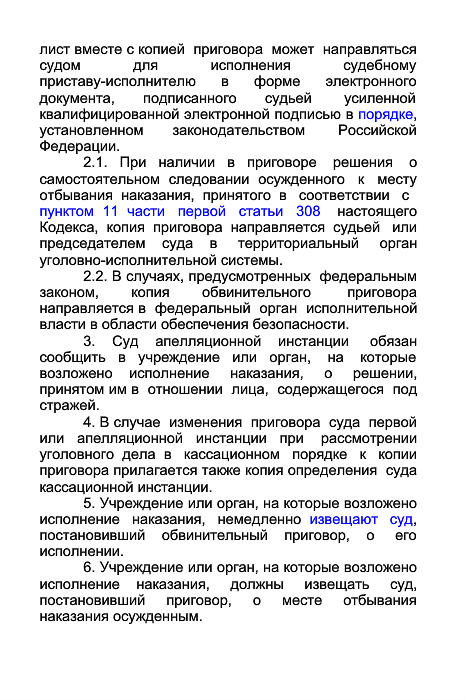 лист вместе с копией приговора может направляться
судом для исполнения судебному
приставу-исполнителю в форме электронного
документа, подписанного судьей усиленной
квалифицированной электронной подписью в порядке,
установленном законодательством Российской
Федерации.
2.1. При наличии в приговоре решения о
самостоятельном следовании осужденного к месту
отбывания наказания, принятого в соответствии с
пунктом 11 части первой статьи 308 настоящего
Кодекса, копия приговора направляется судьей или
председателем суда в территориальный орган
уголовно-исполнительной системы.
2.2. В случаях, предусмотренных федеральным
законом, копия обвинительного приговора
направляется в федеральный орган исполнительной
власти в области обеспечения безопасности.
3. Суд апелляционной инстанции обязан
сообщить в учреждение или орган, на которые
возложено исполнение наказания, о решении,
принятом им в отношении лица, содержащегося под
стражей.
4. В случае изменения приговора суда первой
или апелляционной инстанции при рассмотрении
уголовного дела в кассационном порядке к копии
приговора прилагается также копия определения суда
кассационной инстанции.
5. Учреждение или орган, на которые возложено
исполнение наказания, немедленно извещают суд,
постановивший обвинительный приговор, о его
исполнении.
6. Учреждение или орган, на которые возложено
исполнение наказания, должны извещать суд,
постановивший приговор, о месте отбывания
наказания осужденным.